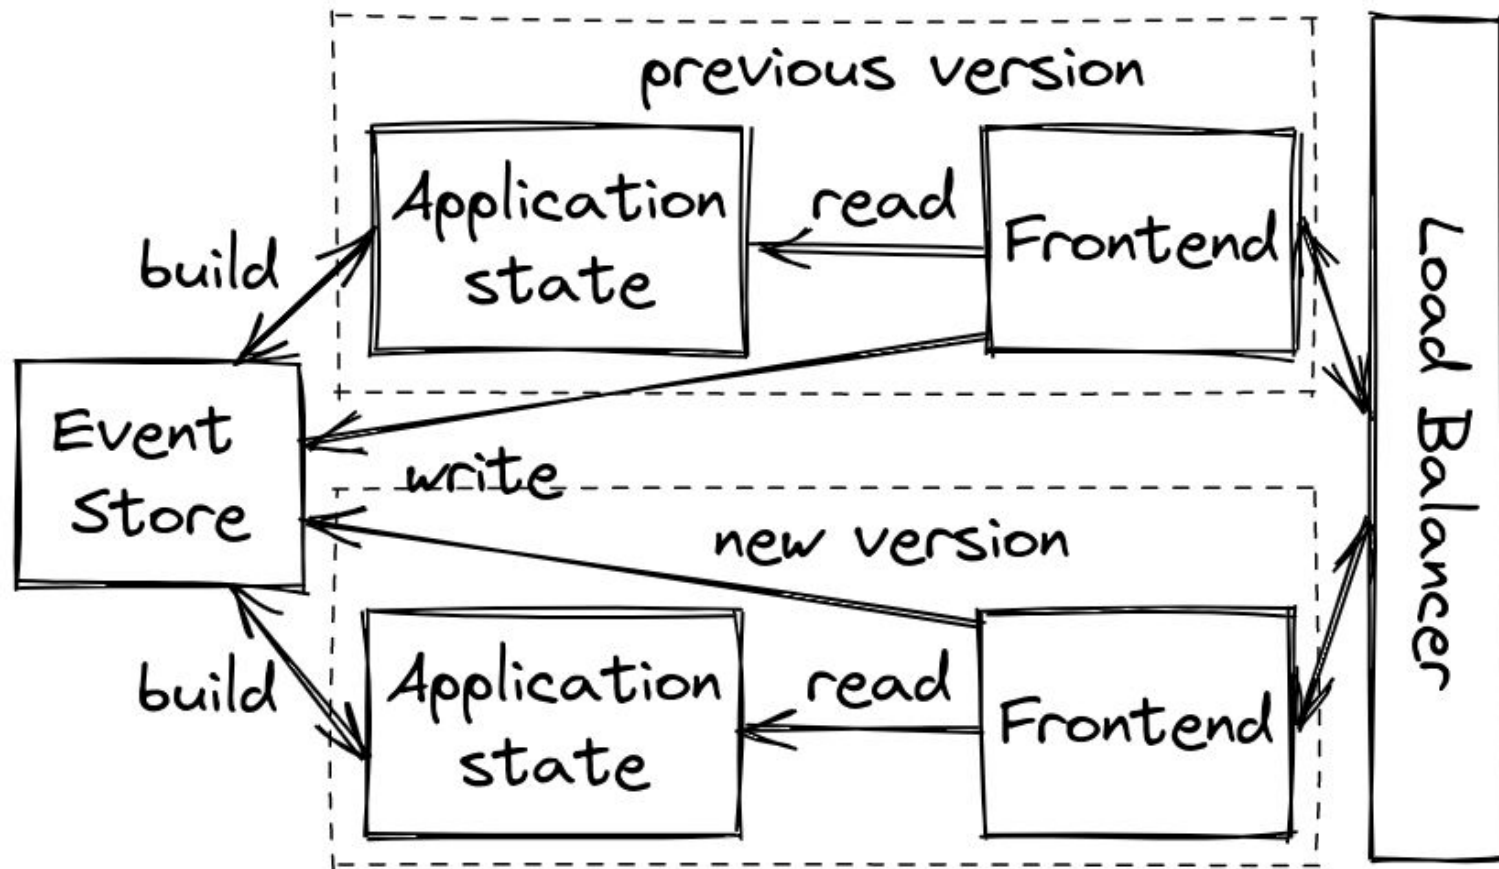 previous version
Application
state
read
Frontend
build
Event
Store
write
new version
build
Application
state
read
Frontend
Load Balancer